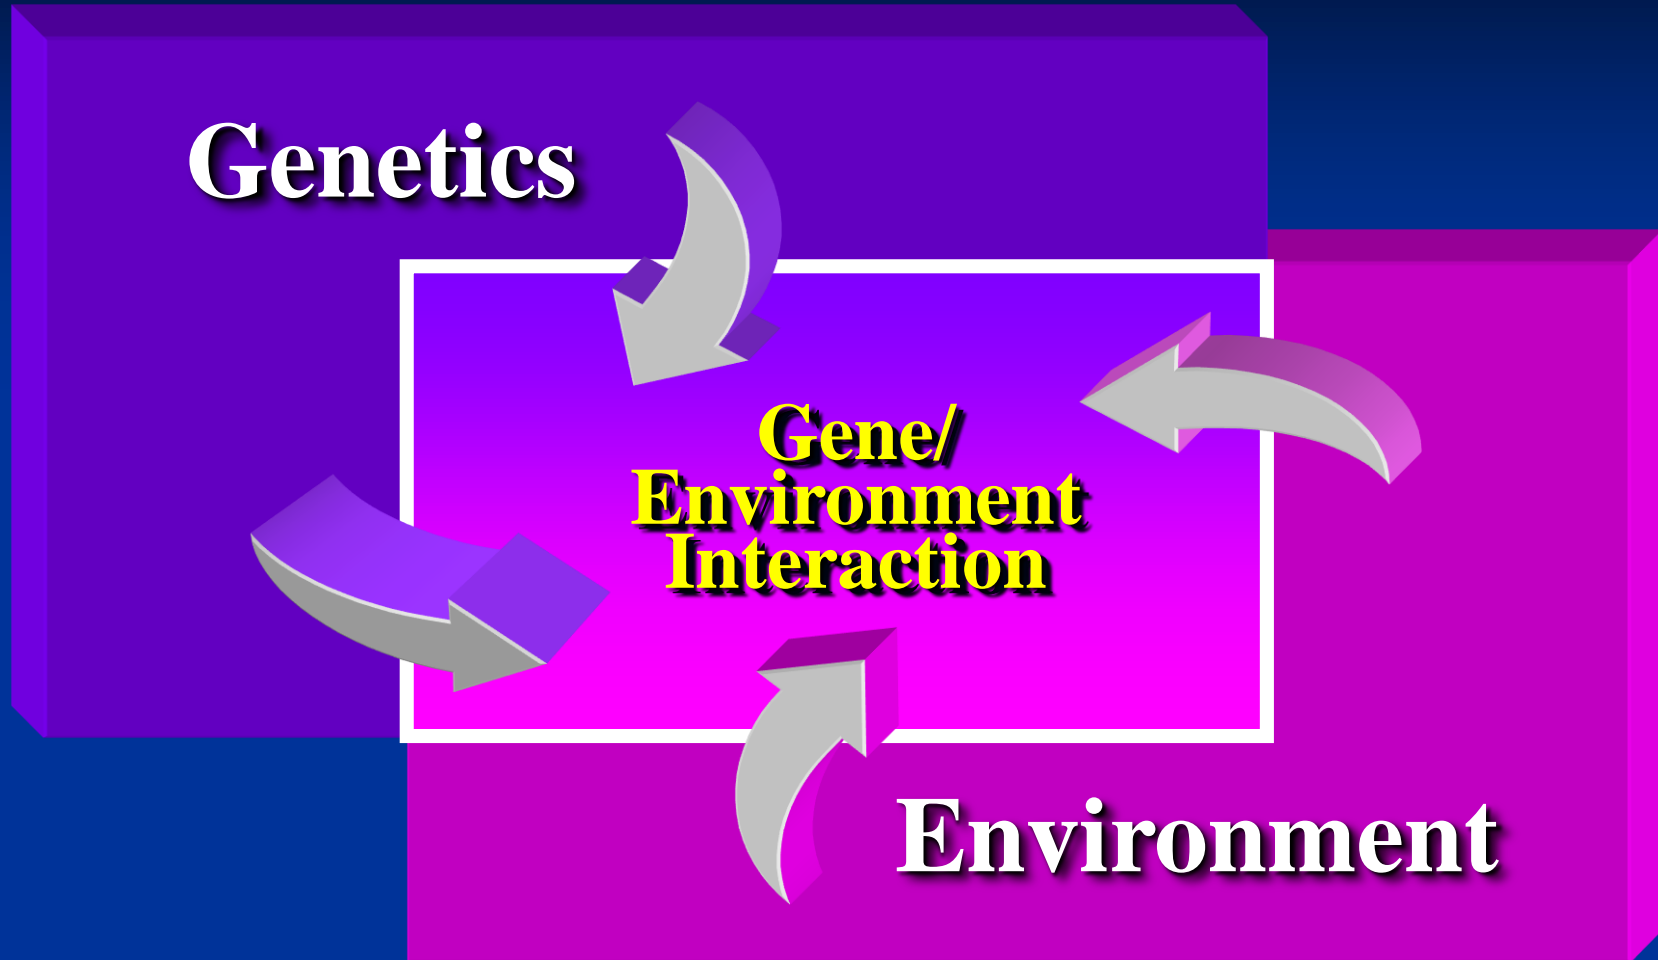 Genetics
Gene/
Environment
Interaction
Environment